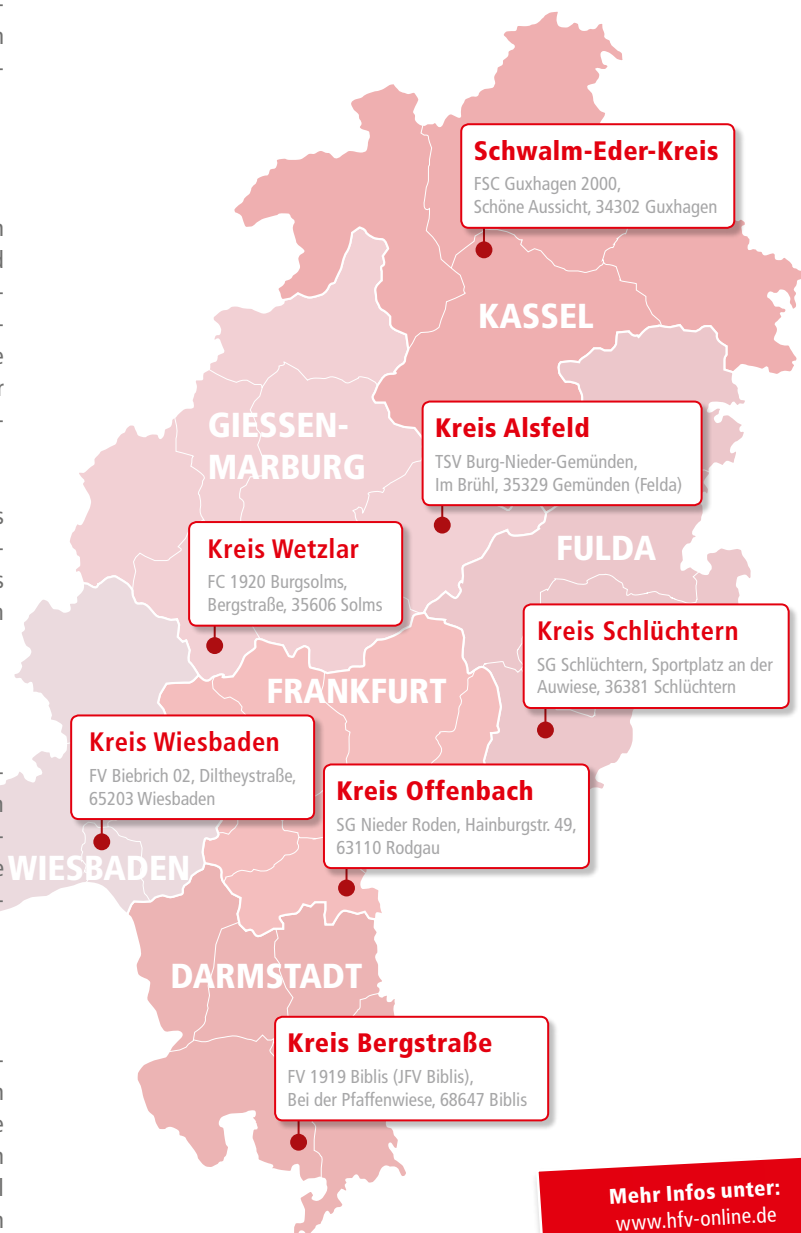 Schwalm-Eder-Kreis
FSC Guxhagen 2000,
Schöne Aussicht, 34302 Guxhagen
KASSEL
GIESSEN-
MARBURG
Kreis Alsfeld
TSV Burg-Nieder-Gemünden,
Im Brühl, 35329 Gemünden (Felda)
Kreis Wetzlar
FC 1920 Burgsolms,
Bergstraße, 35606 Solms
FULDA
Kreis Schlüchtern
SG Schlüchtern, Sportplatz an der
Auwiese, 36381 Schlüchtern
FRANKFURT
Kreis Wiesbaden
FV Biebrich 02, Diltheystraße,
65203 Wiesbaden
Kreis Offenbach
SG Nieder Roden, Hainburgstr. 49,
63110 Rodgau
WIESBADEN
DARMSTADT
Kreis Bergstraße
FV 1919 Biblis (JFV Biblis),
Bei der Pfaffenwiese, 68647 Biblis
Mehr Infos unter:
www.hfv-online.de